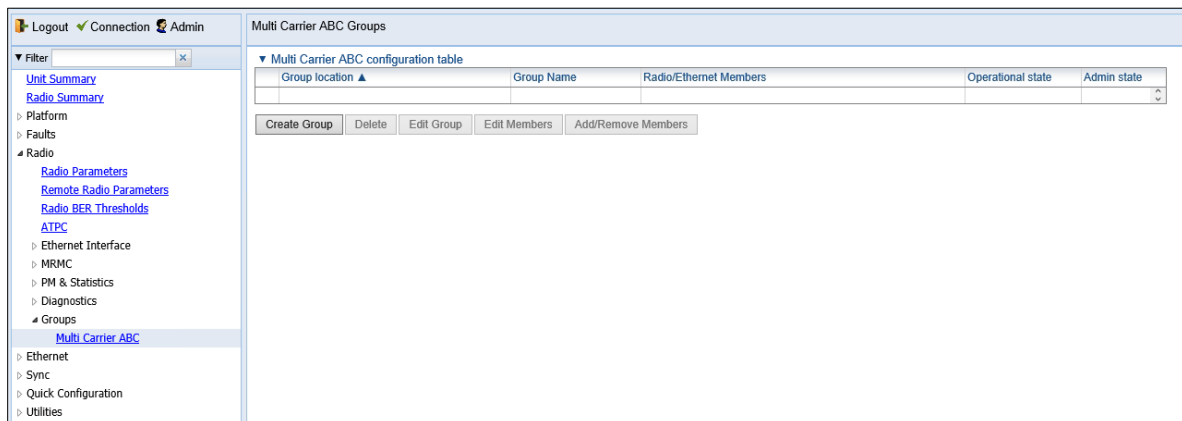 Logout Connection Admin
Filter
Unit Summary
Radio Summary
Platform
Faults
Radio
Radio Parameters
Remote Radio Parameters
Radio BER Thresholds
ATPC
Ethernet Interface
MRMC
PM & Statistics
Diagnostics
Groups
Multi Carrier ABC
Ethernet
Sync
Quick Configuration
Utilities
Multi Carrier ABC Groups
Multi Carrier ABC configuration table
Group location ▲ Group Name Radio/Ethernet Members Operational state Admin state
Create Group Delete Edit Group Edit Members Add/Remove Members